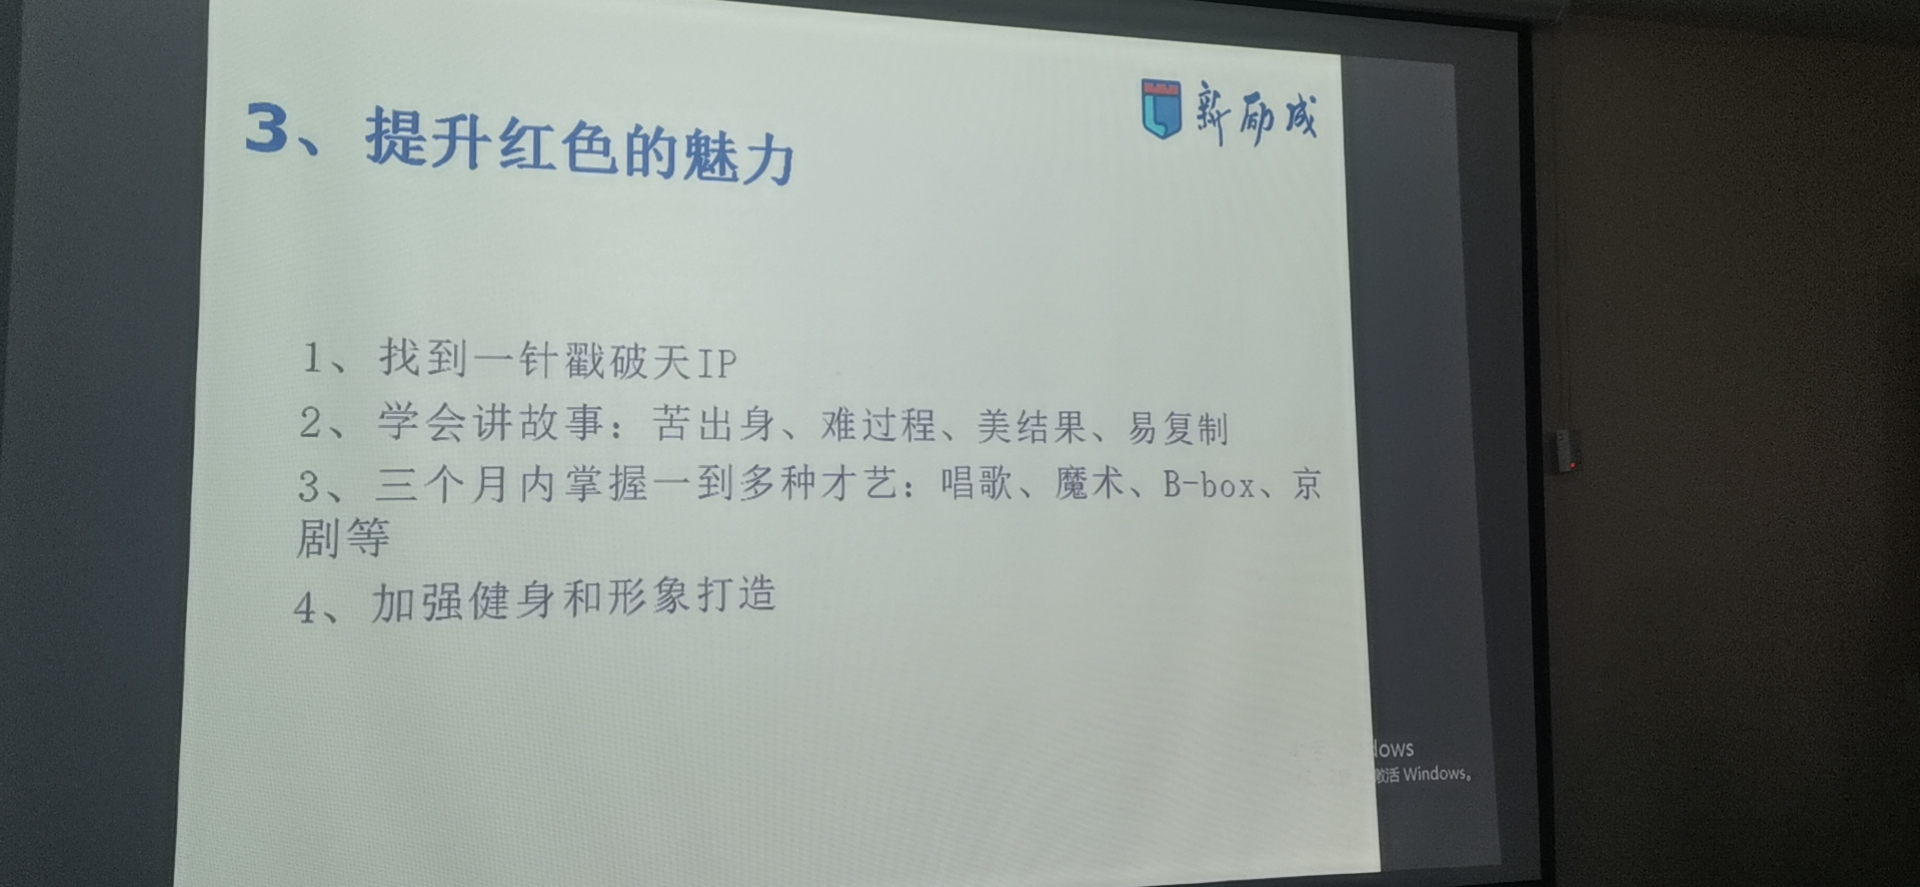 3、提升红色的魅力
新励成
1、找到一针戳破天IP
2、学会讲故事：苦出身、难过程、美结果、易复制
3、三个月内掌握一到多种才艺：唱歌、魔术、B-box、京
剧等
4、加强健身和形象打造
激活 Windows。